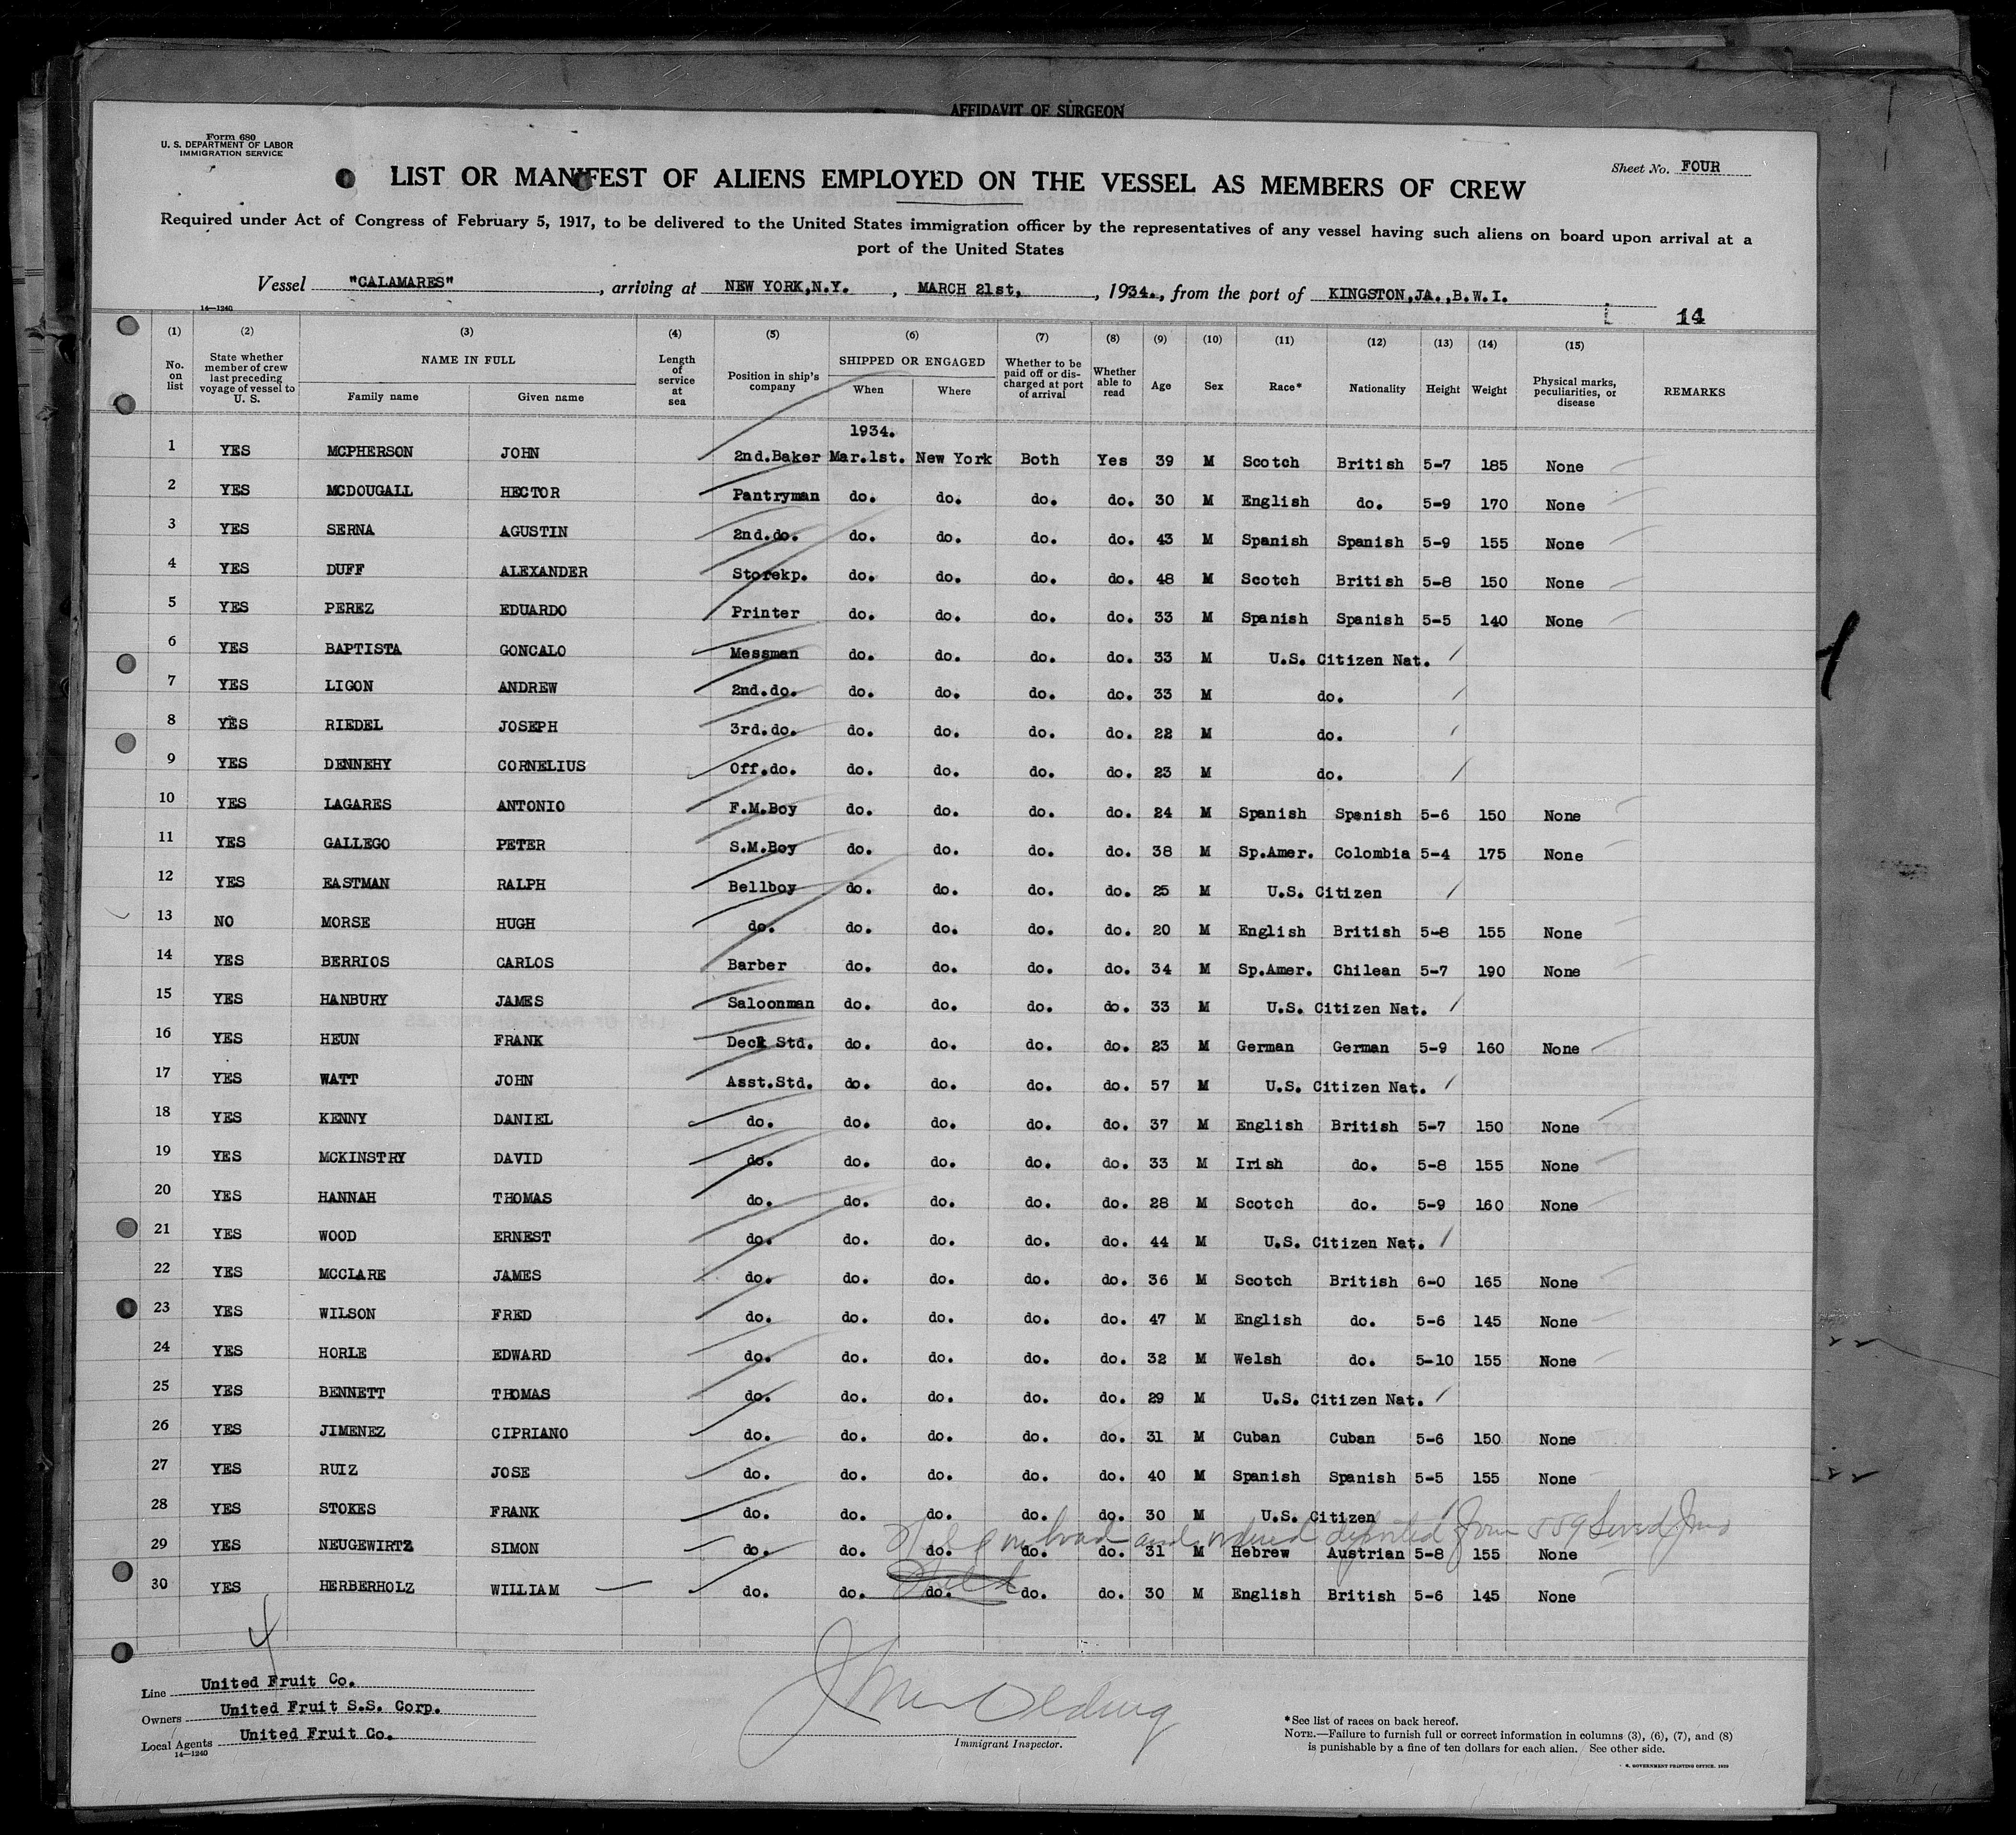 AFFIDAVIT OF SURGEON
Form 680
U. S. DEPARTMENT OF LABOR
IMMIGRATION SERVICE
Sheet No. FOUR
LIST OR MANIFEST OF ALIENS EMPLOYED ON THE VESSEL AS MEMBERS OF CREW
Required under Act of Congress of February 5, 1917, to be delivered to the United States immigration officer by the representatives of any vessel having such aliens on board upon arrival at a
port of the United States
Vessel "CALAMARES", arriving at NEW YORK,N.Y., MARCH 21st, , 1934., from the port of KINGSTON,JA.,B.W.I.
14—1240
14
(1) (2) (3) (4) (5) (6) (7) (8) (9) (10) (11) (12) (13) (14) (15)
No. on list State whether member of crew last preceding voyage of vessel to U. S. NAME IN FULL Family name Given name Length of service at sea Position in ship's company SHIPPED OR ENGAGED When Where Whether to be paid off or discharged at port of arrival Whether able to read Age Sex Race* Nationality Height Weight Physical marks, peculiarities, or disease REMARKS
1934.
1 YES MCPHERSON JOHN 2nd.Baker Mar.1st. New York Both Yes 39 M Scotch British 5-7 185 None
2 YES MCDOUGALL HECTOR Pantryman do. do. do. do. 30 M English do. 5-9 170 None
3 YES SERNA AGUSTIN 2nd.do. do. do. do. do. 43 M Spanish Spanish 5-9 155 None
4 YES DUFF ALEXANDER Storekp. do. do. do. do. 48 M Scotch British 5-8 150 None
5 YES PEREZ EDUARDO Printer do. do. do. do. 33 M Spanish Spanish 5-5 140 None
6 YES BAPTISTA GONCALO Messman do. do. do. do. 33 M U.S. Citizen Nat.
7 YES LIGON ANDREW 2nd.do. do. do. do. do. 33 M do.
8 YES RIEDEL JOSEPH 3rd.do. do. do. do. do. 22 M do.
9 YES DENNEHY CORNELIUS Off.do. do. do. do. do. 23 M do.
10 YES LAGARES ANTONIO F.M.Boy do. do. do. do. 24 M Spanish Spanish 5-6 150 None
11 YES GALLEGO PETER S.M.Boy do. do. do. do. 38 M Sp.Amer. Colombia 5-4 175 None
12 YES EASTMAN RALPH Bellboy do. do. do. do. 25 M U.S. Citizen
13 NO MORSE HUGH do. do. do. do. do. 20 M English British 5-8 155 None
14 YES BERRIOS CARLOS Barber do. do. do. do. 34 M Sp.Amer. Chilean 5-7 190 None
15 YES HANBURY JAMES Saloonman do. do. do. do. 33 M U.S. Citizen Nat.
16 YES HEUN FRANK Deck Std. do. do. do. do. 23 M German German 5-9 160 None
17 YES WATT JOHN Asst.Std. do. do. do. do. 57 M U.S. Citizen Nat.
18 YES KENNY DANIEL do. do. do. do. do. 37 M English British 5-7 150 None
19 YES MCKINSTRY DAVID do. do. do. do. do. 33 M Irish do. 5-8 155 None
20 YES HANNAH THOMAS do. do. do. do. do. 28 M Scotch do. 5-9 160 None
21 YES WOOD ERNEST do. do. do. do. do. 44 M U.S. Citizen Nat.
22 YES MCCLARE JAMES do. do. do. do. do. 36 M Scotch British 6-0 165 None
23 YES WILSON FRED do. do. do. do. do. 47 M English do. 5-6 145 None
24 YES HORLE EDWARD do. do. do. do. do. 32 M Welsh do. 5-10 155 None
25 YES BENNETT THOMAS do. do. do. do. do. 29 M U.S. Citizen Nat.
26 YES JIMENEZ CIPRIANO do. do. do. do. do. 31 M Cuban Cuban 5-6 150 None
27 YES RUIZ JOSE do. do. do. do. do. 40 M Spanish Spanish 5-5 155 None
28 YES STOKES FRANK do. do. do. do. do. 30 M U.S. Citizen
on board and ordered deported Form 559 Served
29 YES NEUGEWIRTZ SIMON do. do. do. do. do. 31 M Hebrew Austrian 5-8 155 None
30 YES HERBERHOLZ WILLIAM do. do. do. do. do. 30 M English British 5-6 145 None
4
Line United Fruit Co.
Owners United Fruit S.S. Corp.
Local Agents United Fruit Co.
14—1240
Immigrant Inspector.
*See list of races on back hereof.
NOTE.—Failure to furnish full or correct information in columns (3), (6), (7), and (8)
is punishable by a fine of ten dollars for each alien. See other side.
GOVERNMENT PRINTING OFFICE